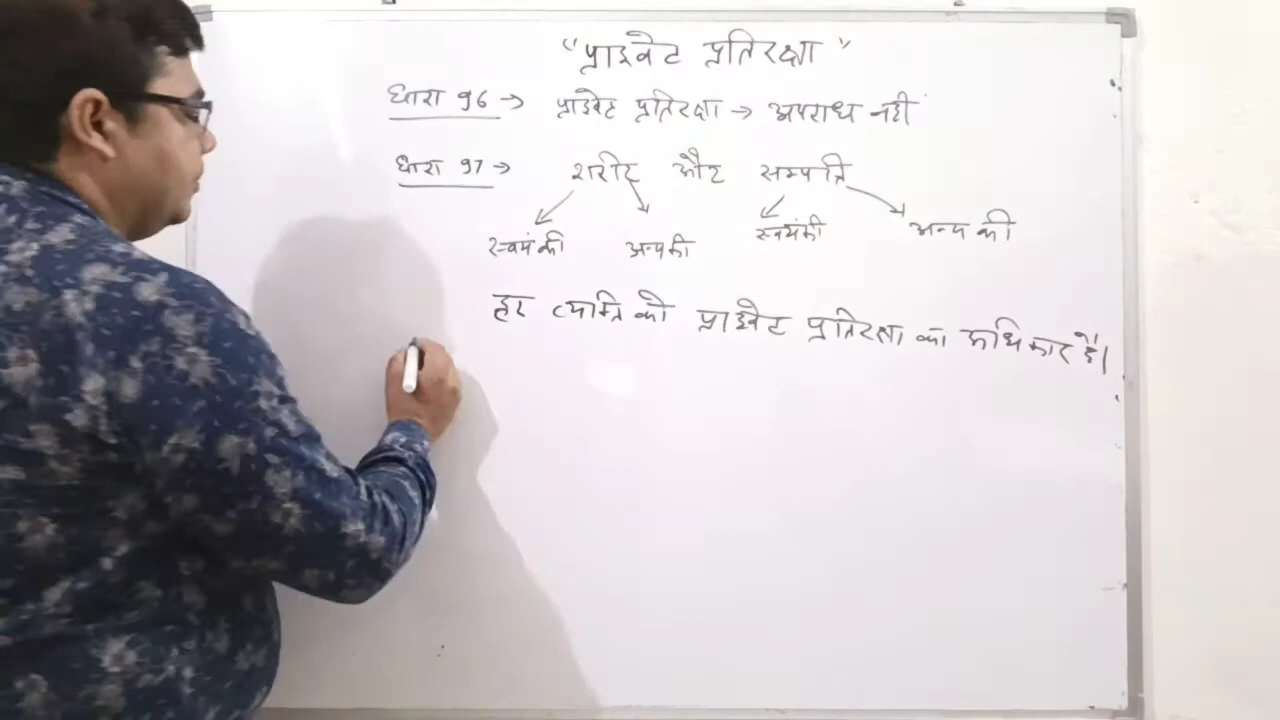 "प्राइवेट प्रतिरक्षा"
धारा 96 → प्राइवेट प्रतिरक्षा → अपराध नहीं
धारा 97 → शरीर और सम्पत्ति
स्वयं की अन्य की स्वयं की अन्य की
हर व्यक्ति को प्राइवेट प्रतिरक्षा का अधिकार है।